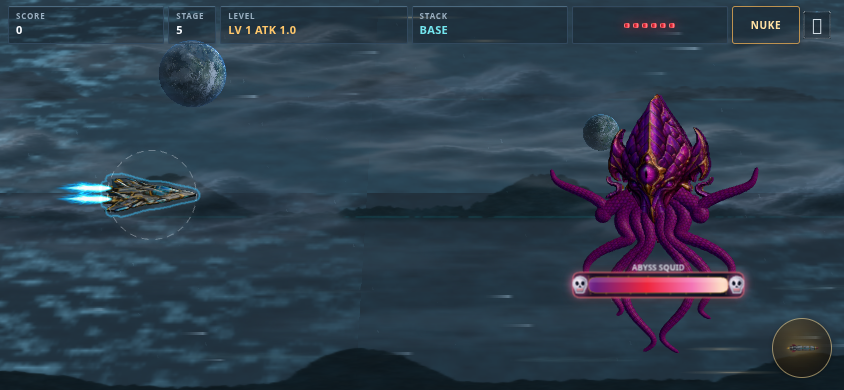 SCORE
0
STAGE
5
LEVEL
LV 1 ATK 1.0
STACK
BASE
NUKE
ABYSS SQUID